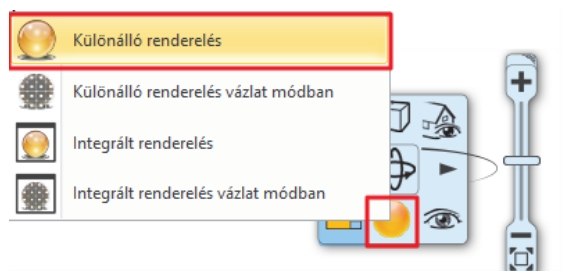 Különálló renderelés
Különálló renderelés vázlat módban
Integrált renderelés
Integrált renderelés vázlat módban